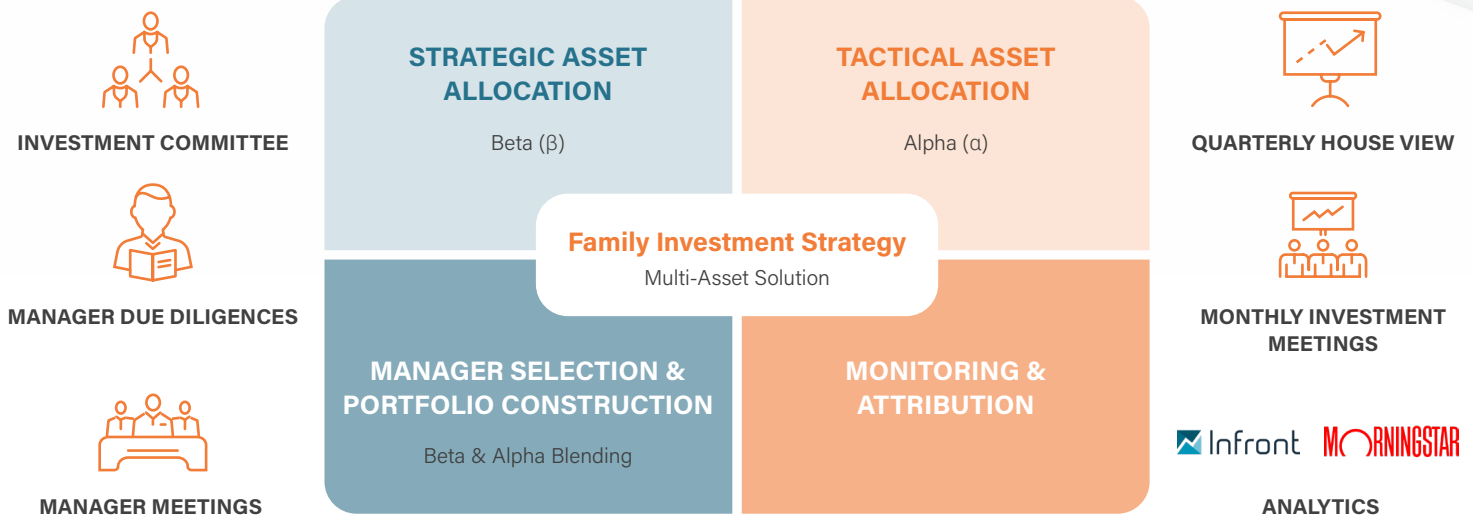 INVESTMENT COMMITTEE
MANAGER DUE DILIGENCES
MANAGER MEETINGS
STRATEGIC ASSET
ALLOCATION
Beta (β)
TACTICAL ASSET
ALLOCATION
Alpha (α)
Family Investment Strategy
Multi-Asset Solution
MANAGER SELECTION &
PORTFOLIO CONSTRUCTION
Beta & Alpha Blending
MONITORING &
ATTRIBUTION
QUARTERLY HOUSE VIEW
MONTHLY INVESTMENT
MEETINGS
Infront MORNINGSTAR
ANALYTICS